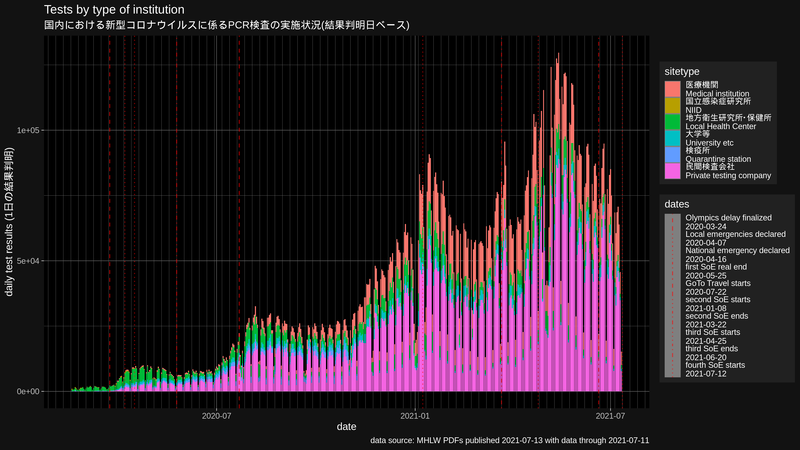 Tests by type of institution
国内における新型コロナウイルスに係るPCR検査の実施状況(結果判明日ベース)
daily test results (1日の結果判明)
1e+05
5e+04
0e+00
2020-07
2021-01
2021-07
date
data source: MHLW PDFs published 2021-07-13 with data through 2021-07-11
sitetype
医療機関
Medical institution
国立感染症研究所
NIID
地方衛生研究所･保健所
Local Health Center
大学等
University etc
検疫所
Quarantine station
民間検査会社
Private testing company
dates
Olympics delay finalized
2020-03-24
Local emergencies declared
2020-04-07
National emergency declared
2020-04-16
first SoE real end
2020-05-25
GoTo Travel starts
2020-07-22
second SoE starts
2021-01-08
second SoE ends
2021-03-22
third SoE starts
2021-04-25
third SoE ends
2021-06-20
fourth SoE starts
2021-07-12